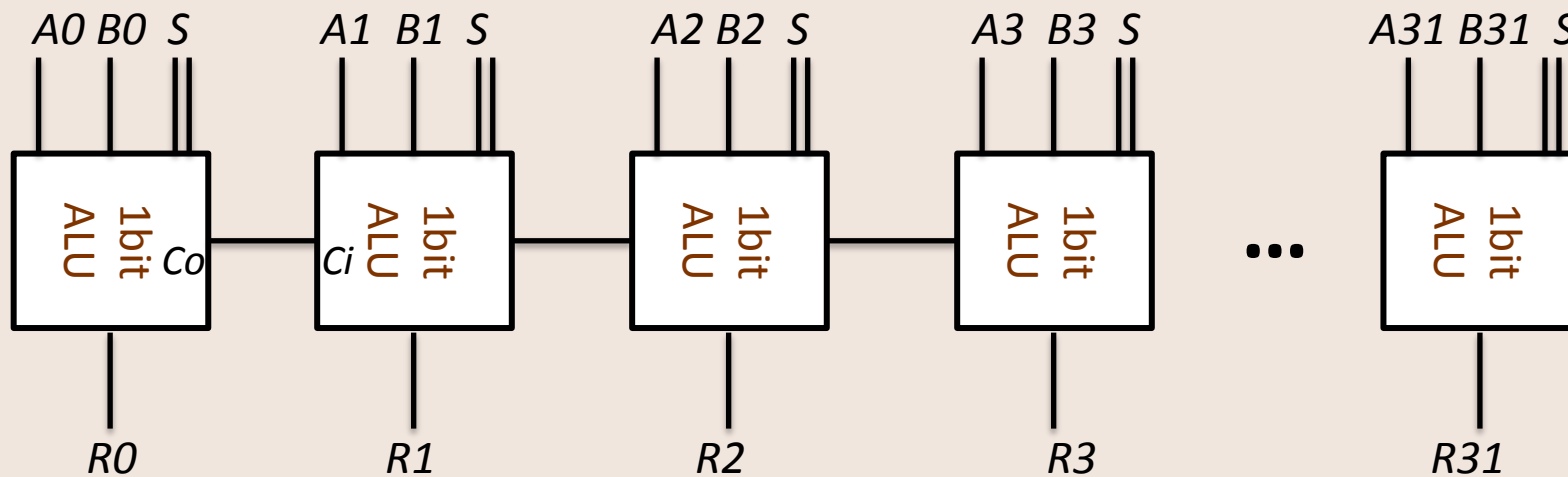 A0 B0 S A1 B1 S A2 B2 S A3 B3 S A31 B31 S
1bit
ALU
Co
Ci
1bit
ALU
1bit
ALU
1bit
ALU
...
1bit
ALU
R0 R1 R2 R3 R31